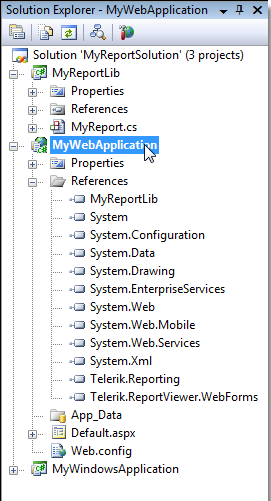 Solution Explorer - MyWebApplication
Solution 'MyReportSolution' (3 projects)
MyReportLib
Properties
References
MyReport.cs
MyWebApplication
Properties
References
MyReportLib
System
System.Configuration
System.Data
System.Drawing
System.EnterpriseServices
System.Web
System.Web.Mobile
System.Web.Services
System.Xml
Telerik.Reporting
Telerik.ReportViewer.WebForms
App_Data
Default.aspx
Web.config
MyWindowsApplication